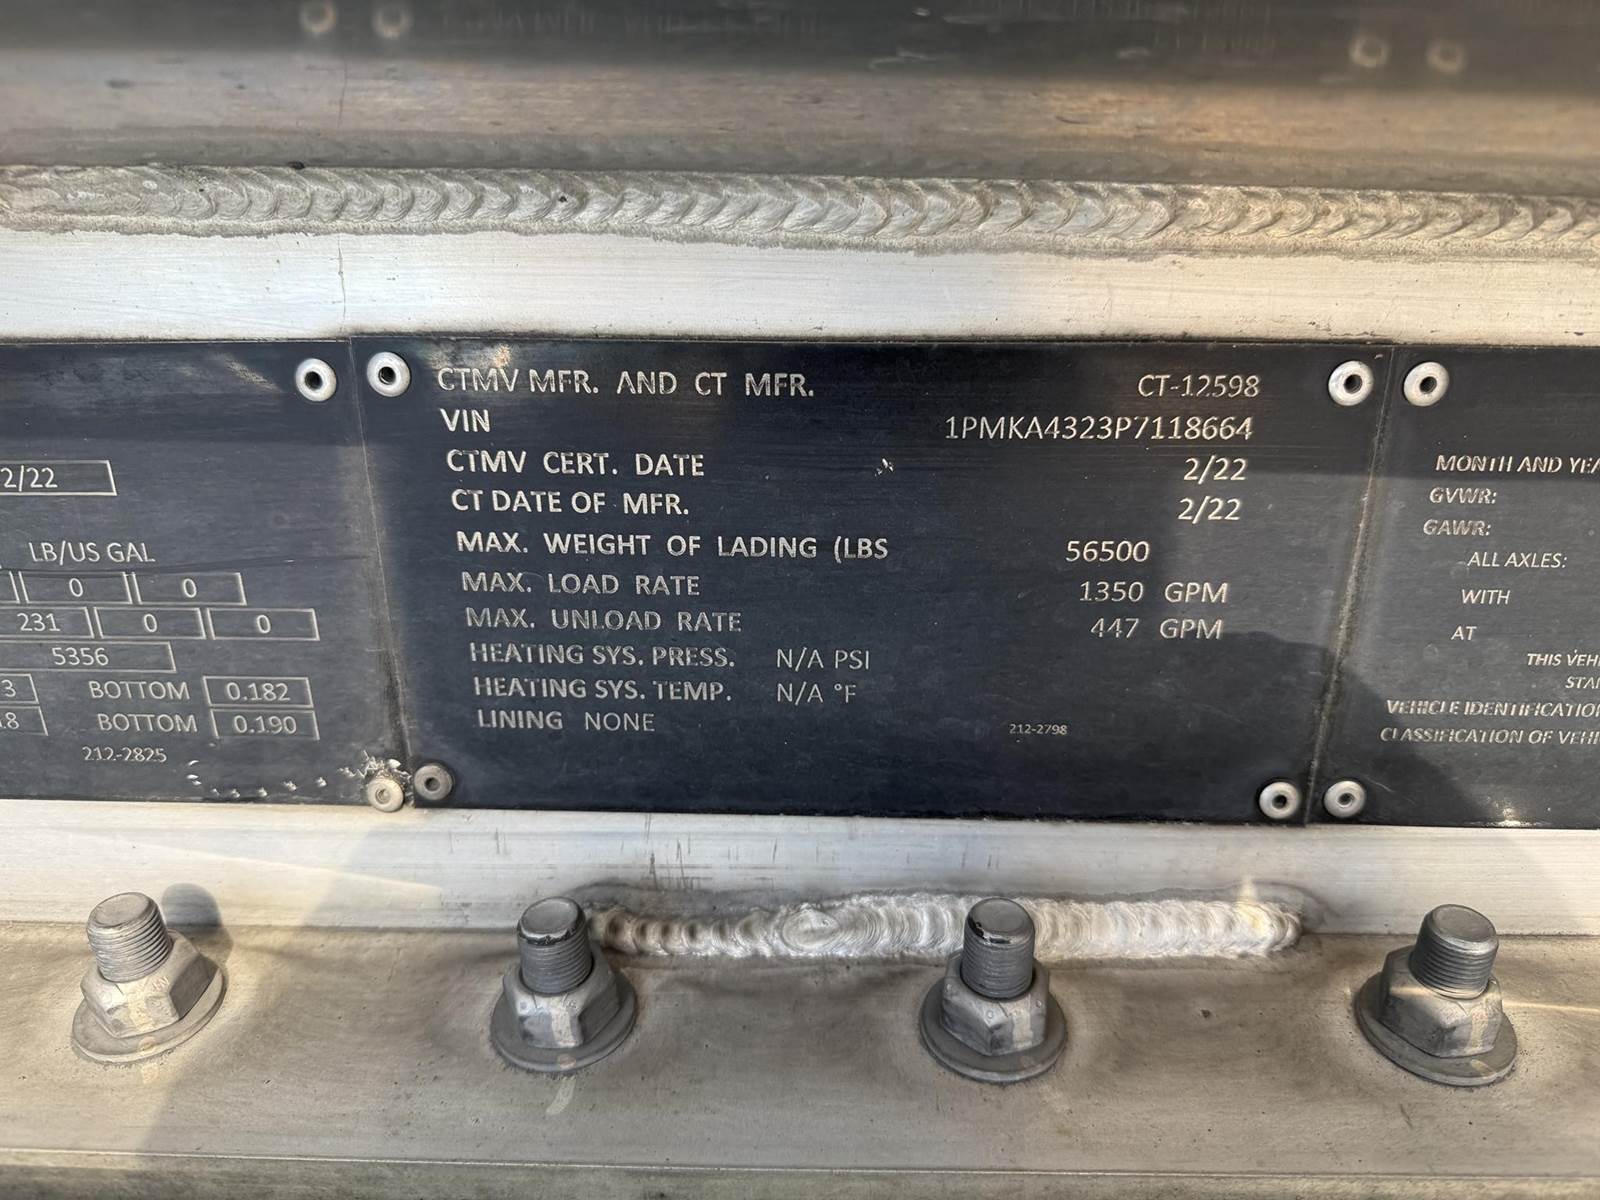 2/22
LB/US GAL
0 0
231 0 0
5356
3 BOTTOM 0.182
.8 BOTTOM 0.190
212-2825
CTMV MFR. AND CT MFR. CT-12598
VIN 1PMKA4323P7118664
CTMV CERT. DATE 2/22
CT DATE OF MFR. 2/22
MAX. WEIGHT OF LADING (LBS 56500
MAX. LOAD RATE 1350 GPM
MAX. UNLOAD RATE 447 GPM
HEATING SYS. PRESS. N/A PSI
HEATING SYS. TEMP. N/A °F
LINING NONE
212-2798
MONTH AND YEA
GVWR:
GAWR:
ALL AXLES:
WITH
AT
THIS VEH
STA
VEHICLE IDENTIFICATIO
CLASSIFICATION OF VEHI